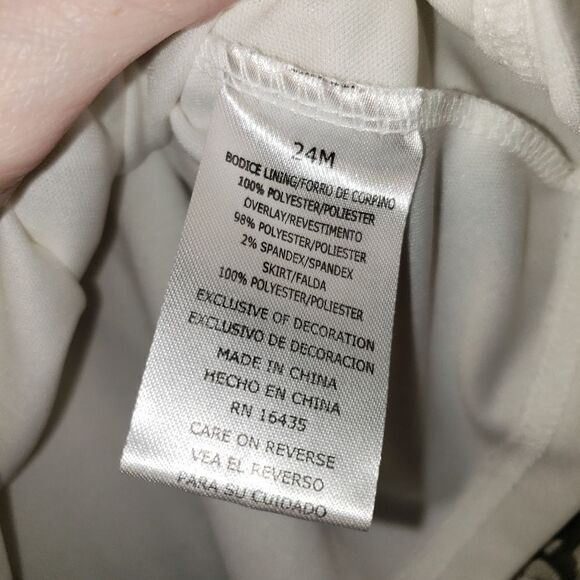 24M
BODICE LINING/FORRO DE CORPINO
100% POLYESTER/POLIESTER
OVERLAY/REVESTIMENTO
98% POLYESTER/POLIESTER
2% SPANDEX/SPANDEX
SKIRT/FALDA
100% POLYESTER/POLIESTER
EXCLUSIVE OF DECORATION
EXCLUSIVO DE DECORACION
MADE IN CHINA
HECHO EN CHINA
RN 16435
CARE ON REVERSE
VEA EL REVERSO
PARA SU CUIDADO